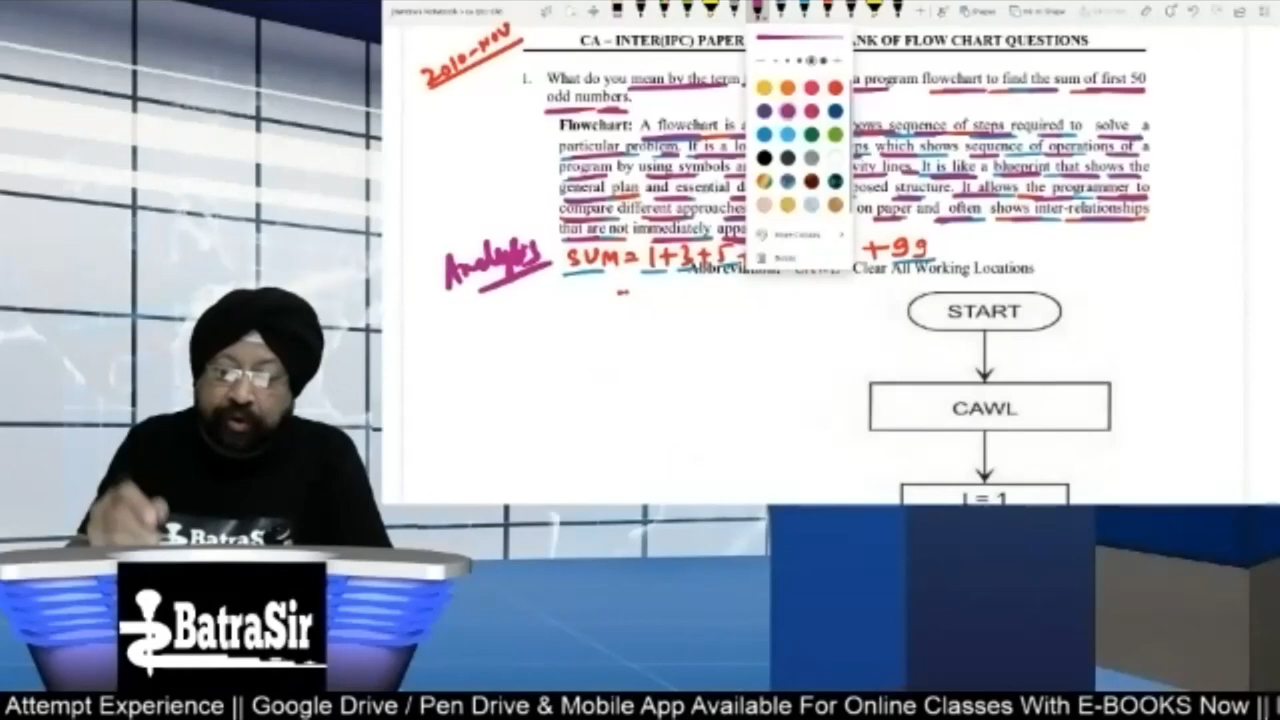 2010-NOV
CA – INTER(IPC) PAPER NK OF FLOW CHART QUESTIONS
1. What do you mean by the term a program flowchart to find the sum of first 50
odd numbers.
Flowchart: A flowchart is a ows sequence of steps required to solve a
particular problem. It is a lo ps which shows sequence of operations of a
program by using symbols a vity lines. It is like a blueprint that shows the
general plan and essential d posed structure. It allows the programmer to
compare different approaches on paper and often shows inter-relationships
that are not immediately appa
Analysis SUM = 1+3+5+ +99
Clear All Working Locations
START
CAWL
I = 1
BatraS
BatraSir
Attempt Experience || Google Drive / Pen Drive & Mobile App Available For Online Classes With E-BOOKS Now ||